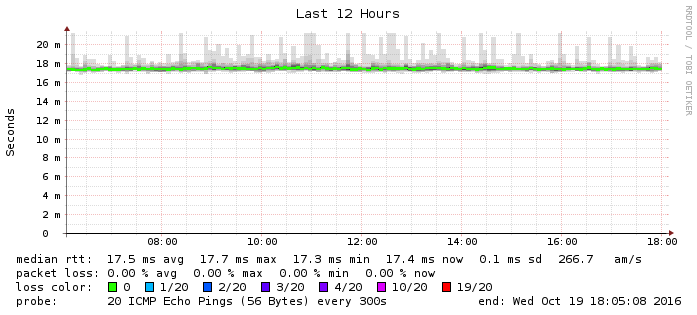 Last 12 Hours
RRDTOOL / TOBI OETIKER
Seconds
20 m
18 m
16 m
14 m
12 m
10 m
8 m
6 m
4 m
2 m
0
08:00 10:00 12:00 14:00 16:00 18:00
median rtt: 17.5 ms avg 17.7 ms max 17.3 ms min 17.4 ms now 0.1 ms sd 266.7 am/s
packet loss: 0.00 % avg 0.00 % max 0.00 % min 0.00 % now
loss color: 0 1/20 2/20 3/20 4/20 10/20 19/20
probe: 20 ICMP Echo Pings (56 Bytes) every 300s end: Wed Oct 19 18:05:08 2016